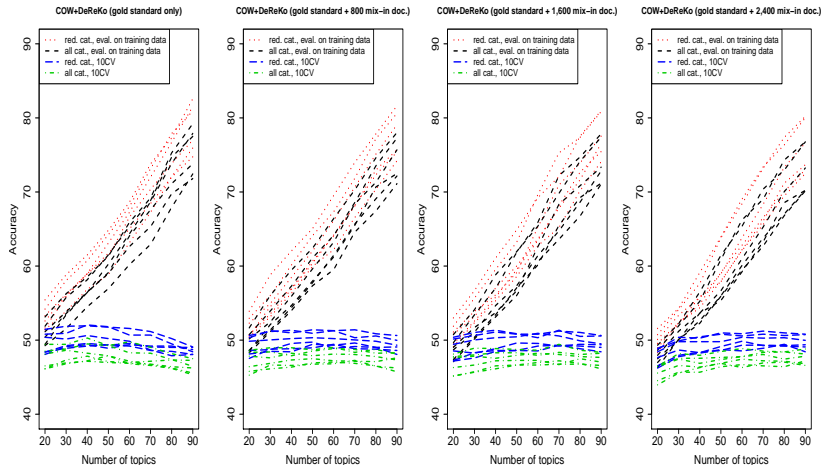 COW+DeReKo (gold standard only)
Accuracy
90
80
70
60
50
40
red. cat., eval. on training data
all cat., eval. on training data
red. cat., 10CV
all cat., 10CV
20 30 40 50 60 70 80 90
Number of topics
COW+DeReKo (gold standard + 800 mix−in doc.)
Accuracy
90
80
70
60
50
40
red. cat., eval. on training data
all cat., eval. on training data
red. cat., 10CV
all cat., 10CV
20 30 40 50 60 70 80 90
Number of topics
COW+DeReKo (gold standard + 1,600 mix−in doc.)
Accuracy
90
80
70
60
50
40
red. cat., eval. on training data
all cat., eval. on training data
red. cat., 10CV
all cat., 10CV
20 30 40 50 60 70 80 90
Number of topics
COW+DeReKo (gold standard + 2,400 mix−in doc.)
Accuracy
90
80
70
60
50
40
red. cat., eval. on training data
all cat., eval. on training data
red. cat., 10CV
all cat., 10CV
20 30 40 50 60 70 80 90
Number of topics